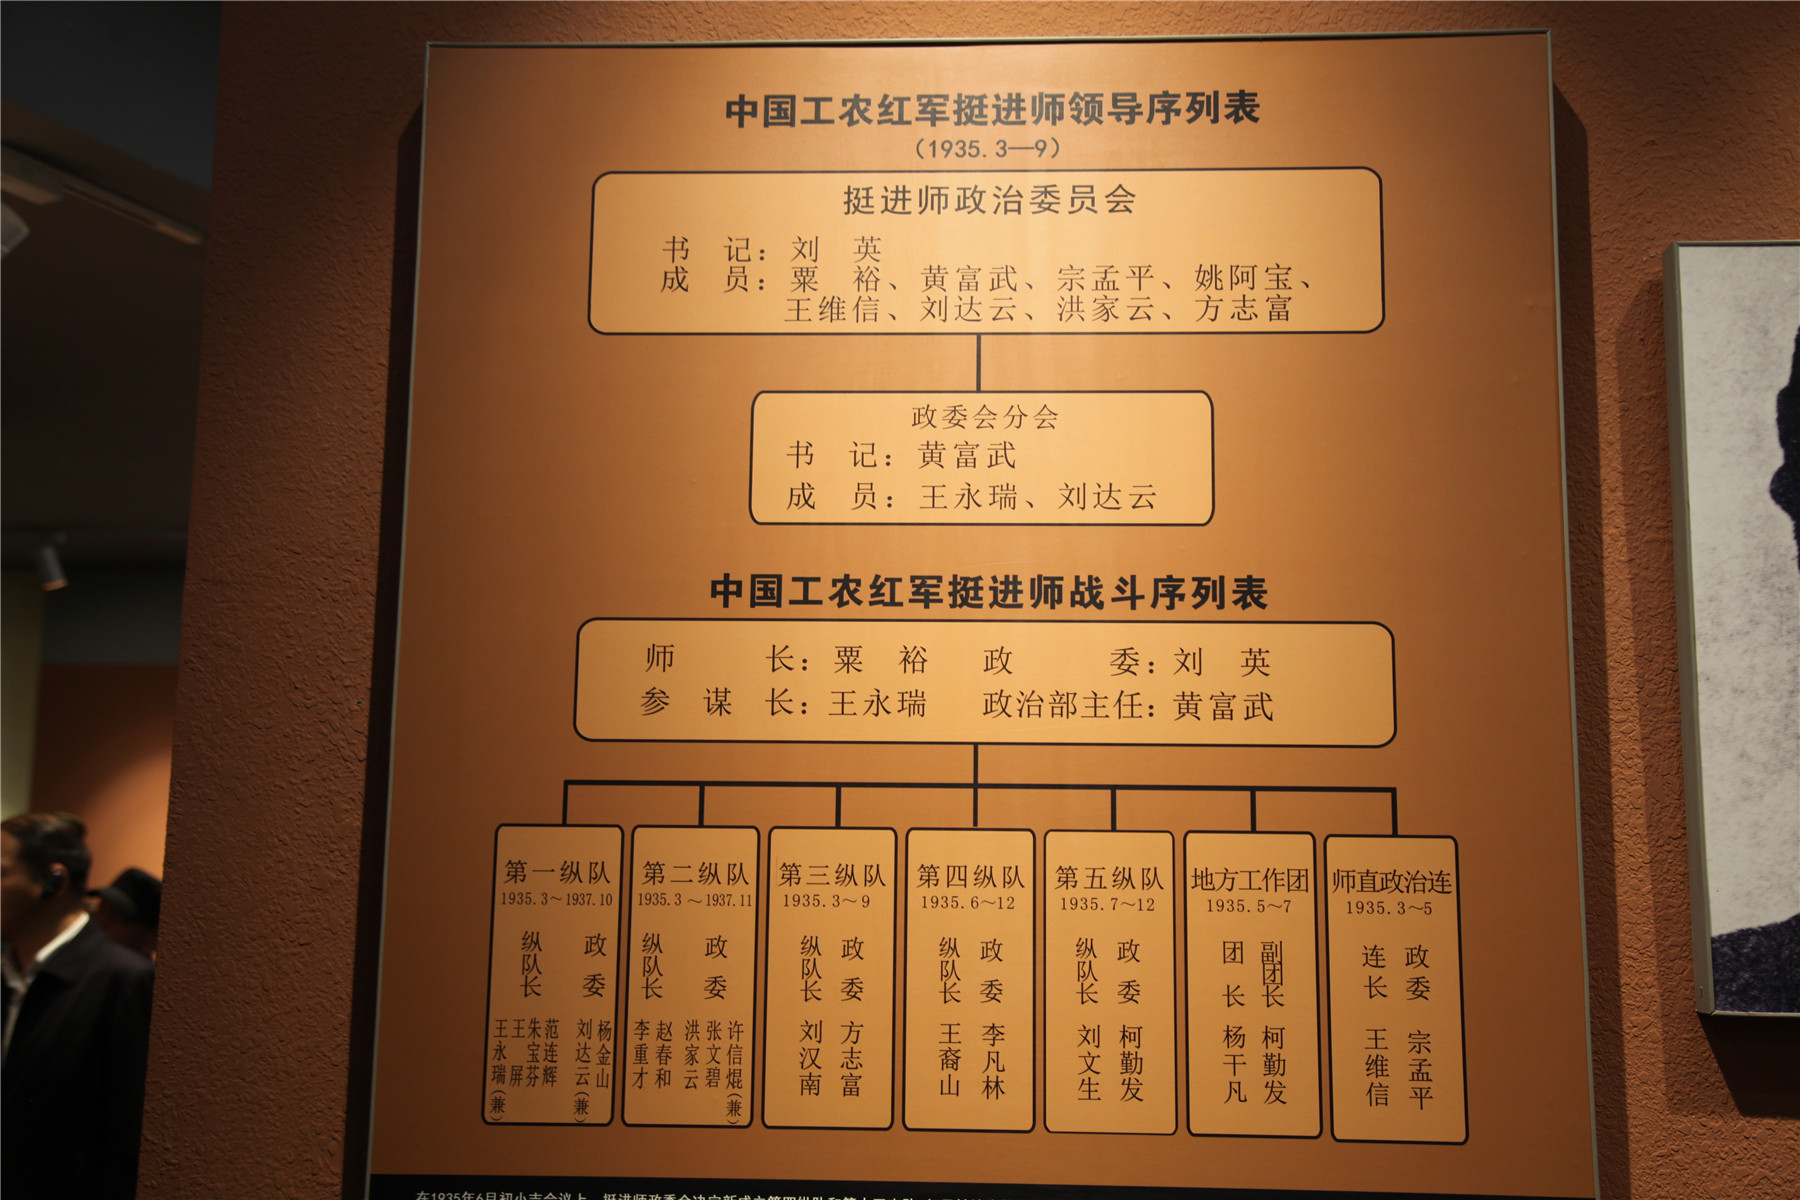 中国工农红军挺进师领导序列表
（1935.3—9）
挺进师政治委员会
书 记：刘 英
成 员：粟 裕、黄富武、宗孟平、姚阿宝、
王维信、刘达云、洪家云、方志富
政委会分会
书 记：黄富武
成 员：王永瑞、刘达云
中国工农红军挺进师战斗序列表
师 长：粟 裕 政 委：刘 英
参 谋 长：王永瑞 政治部主任：黄富武
第一纵队
1935.3～1937.10
纵队长
王永瑞（兼）
王屏
朱宝芬
范连辉
政委
刘达云（兼）
杨金山
第二纵队
1935.3～1937.11
纵队长
李重才
赵春和
政委
洪家云
张文碧
许信焜（兼）
第三纵队
1935.3～9
纵队长
刘汉南
政委
方志富
第四纵队
1935.6～12
纵队长
王裔山
政委
李凡林
第五纵队
1935.7～12
纵队长
刘文生
政委
柯勤发
地方工作团
1935.5～7
团长
杨干凡
副团长
柯勤发
师直政治连
1935.3～5
连长
王维信
政委
宗孟平